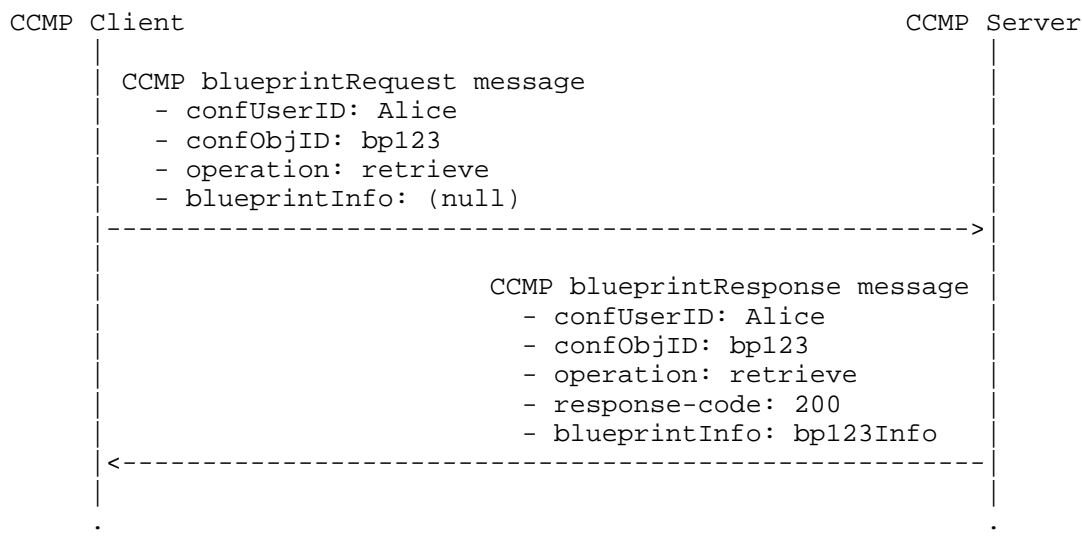 CCMP Client CCMP Server
CCMP blueprintRequest message
- confUserID: Alice
- confObjID: bp123
- operation: retrieve
- blueprintInfo: (null)
CCMP blueprintResponse message
- confUserID: Alice
- confObjID: bp123
- operation: retrieve
- response-code: 200
- blueprintInfo: bp123Info